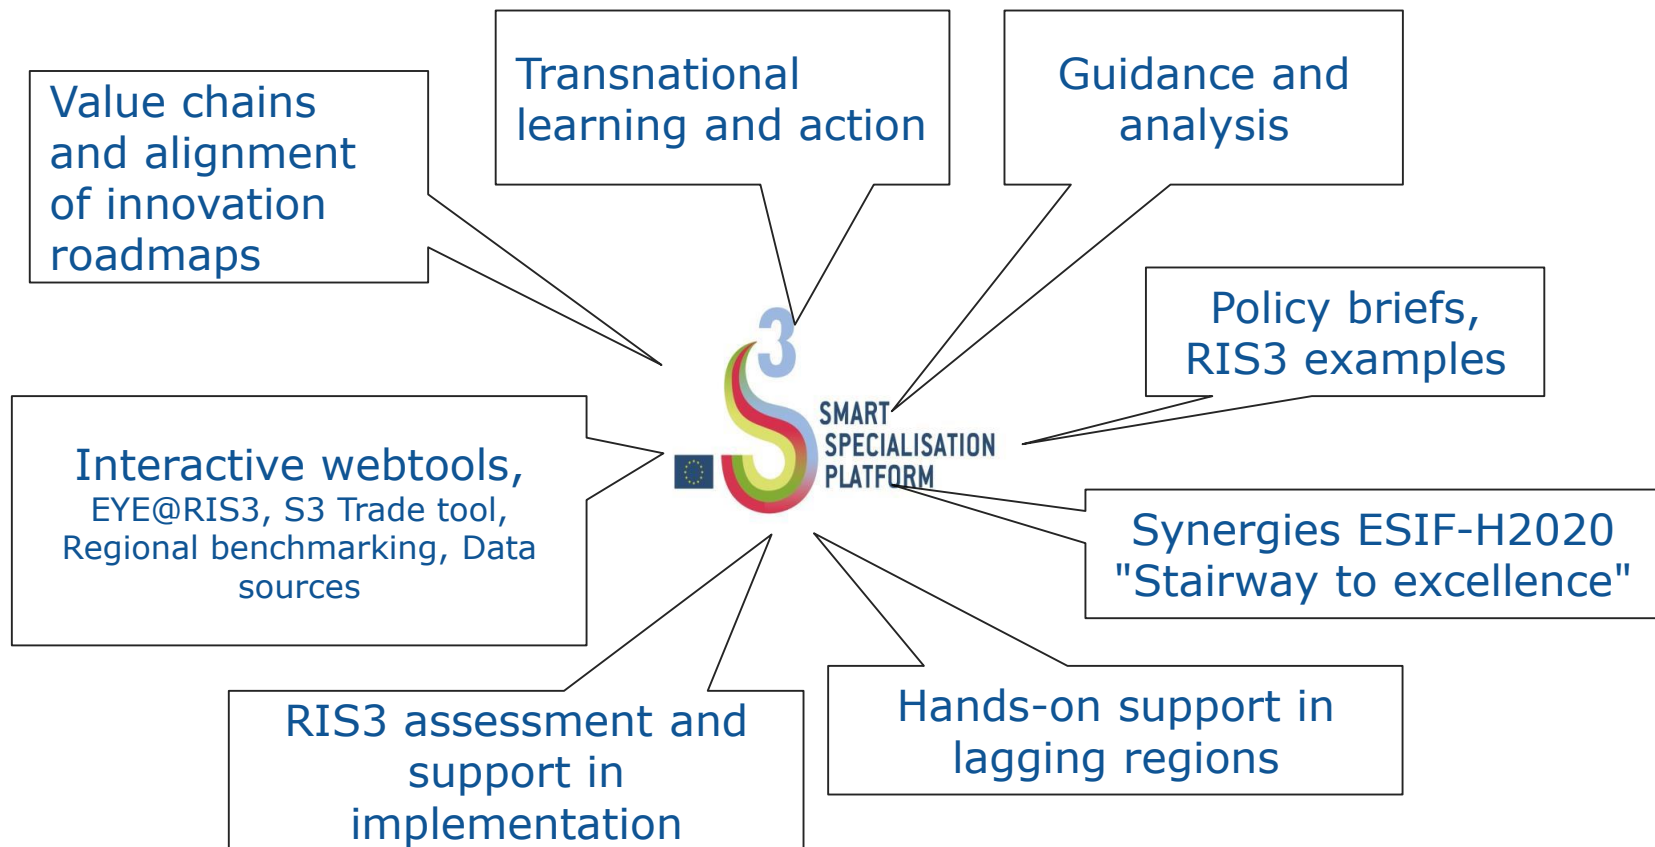 Transnational
learning and action
Guidance and
analysis
Value chains
and alignment
of innovation
roadmaps
Policy briefs,
RIS3 examples
S3
SMART
SPECIALISATION
PLATFORM
Interactive webtools,
EYE@RIS3, S3 Trade tool,
Regional benchmarking, Data
sources
Synergies ESIF-H2020
"Stairway to excellence"
RIS3 assessment and
support in
implementation
Hands-on support in
lagging regions